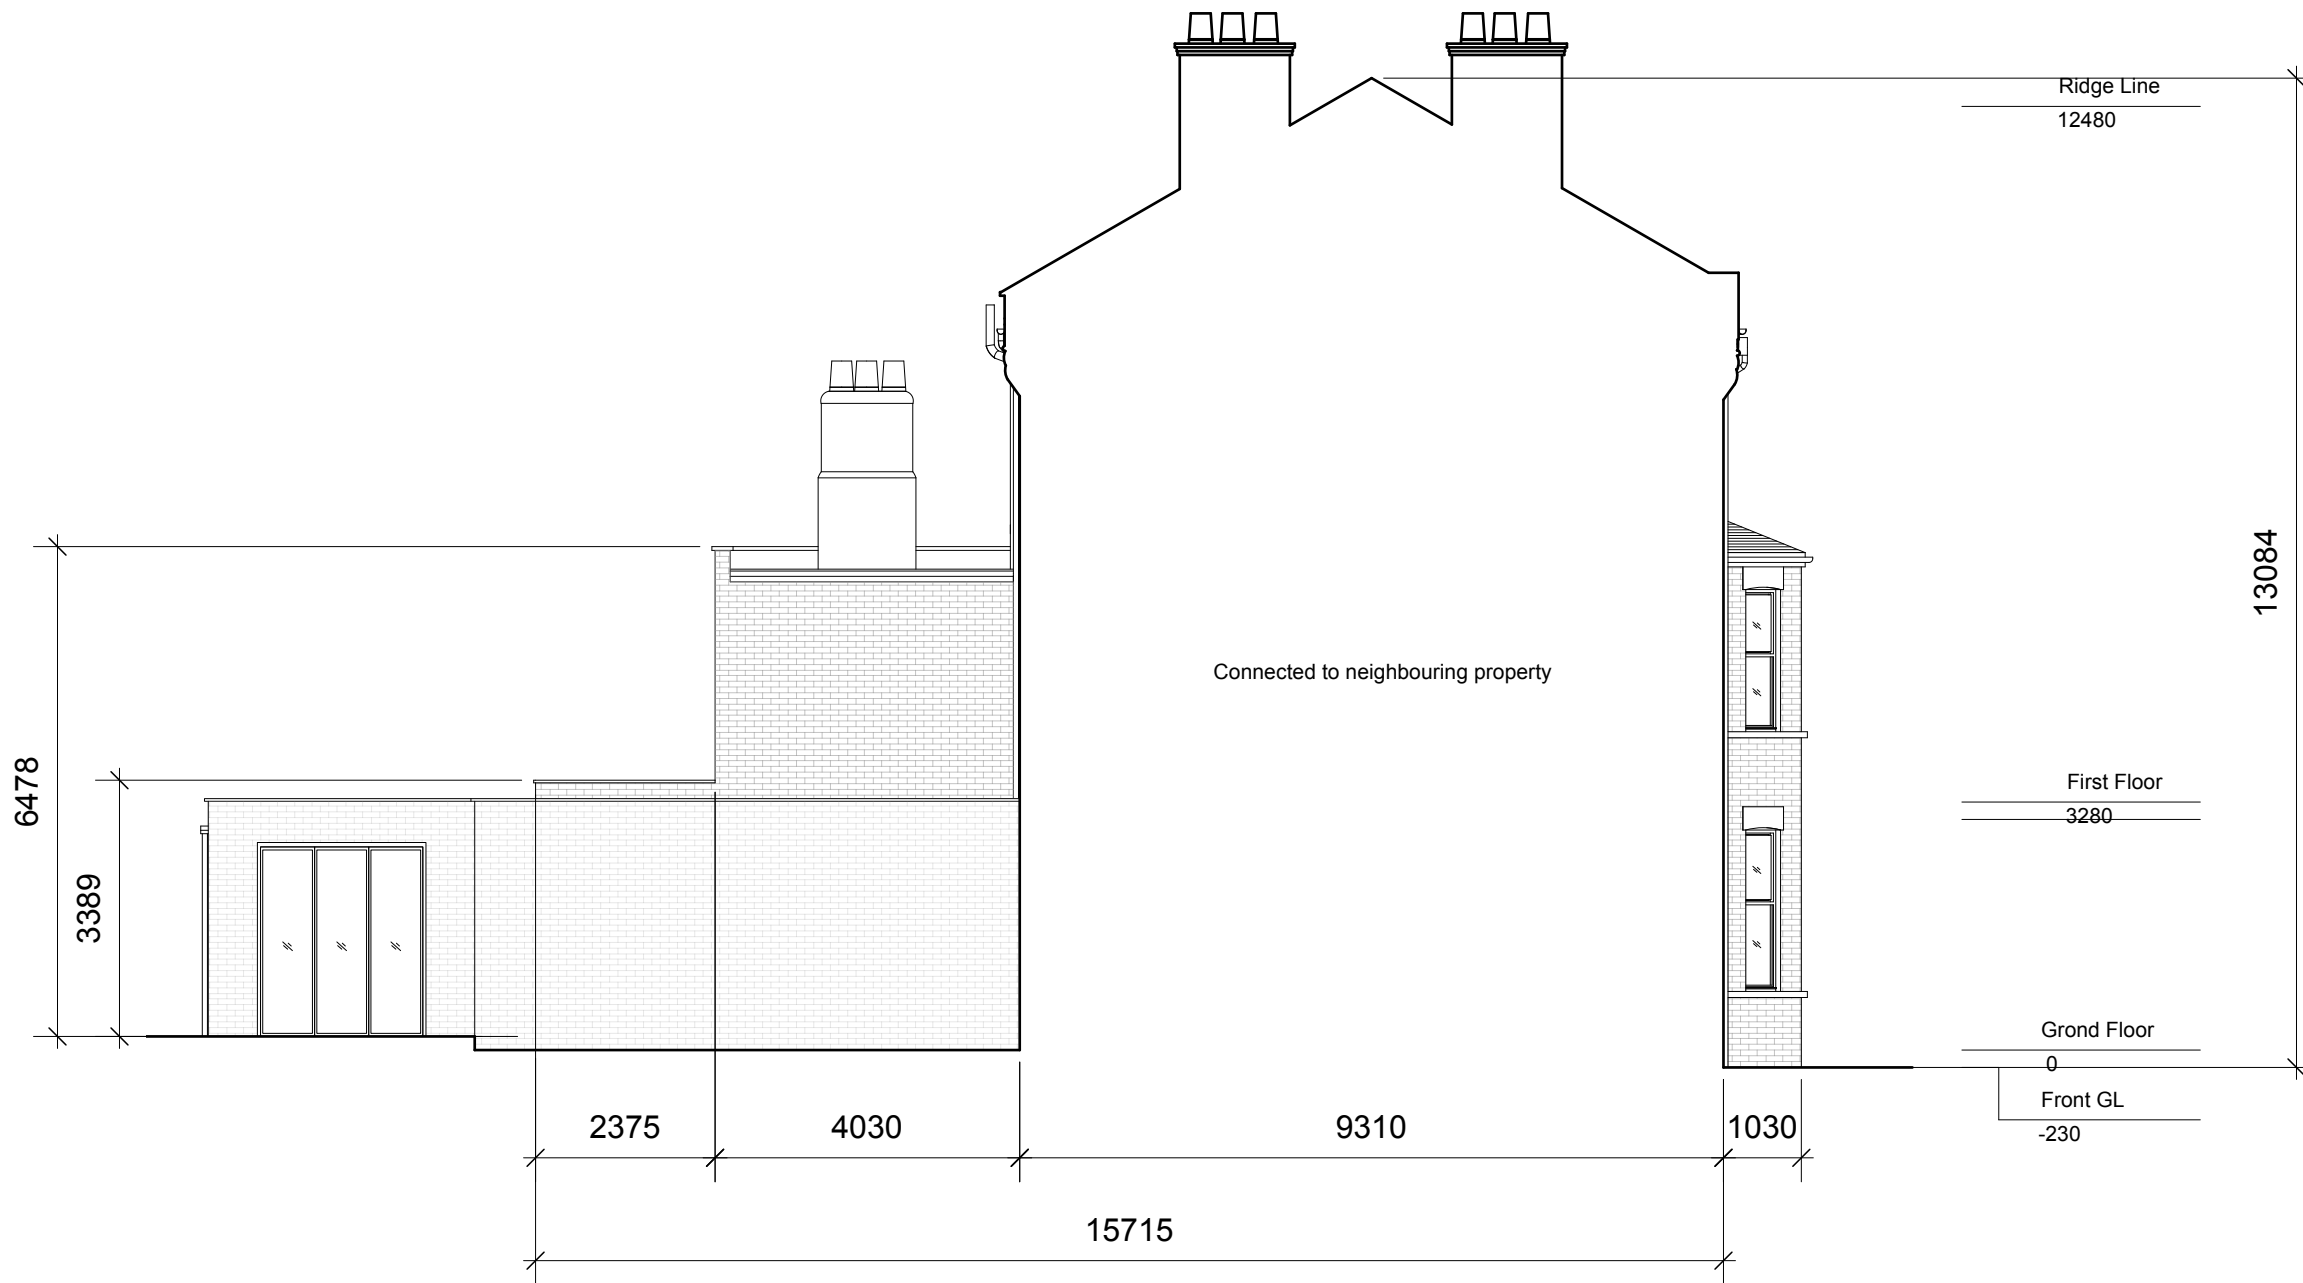 Ridge Line
12480
13084
Connected to neighbouring property
6478
3389
First Floor
3280
Grond Floor
0
Front GL
-230
2375
4030
9310
1030
15715